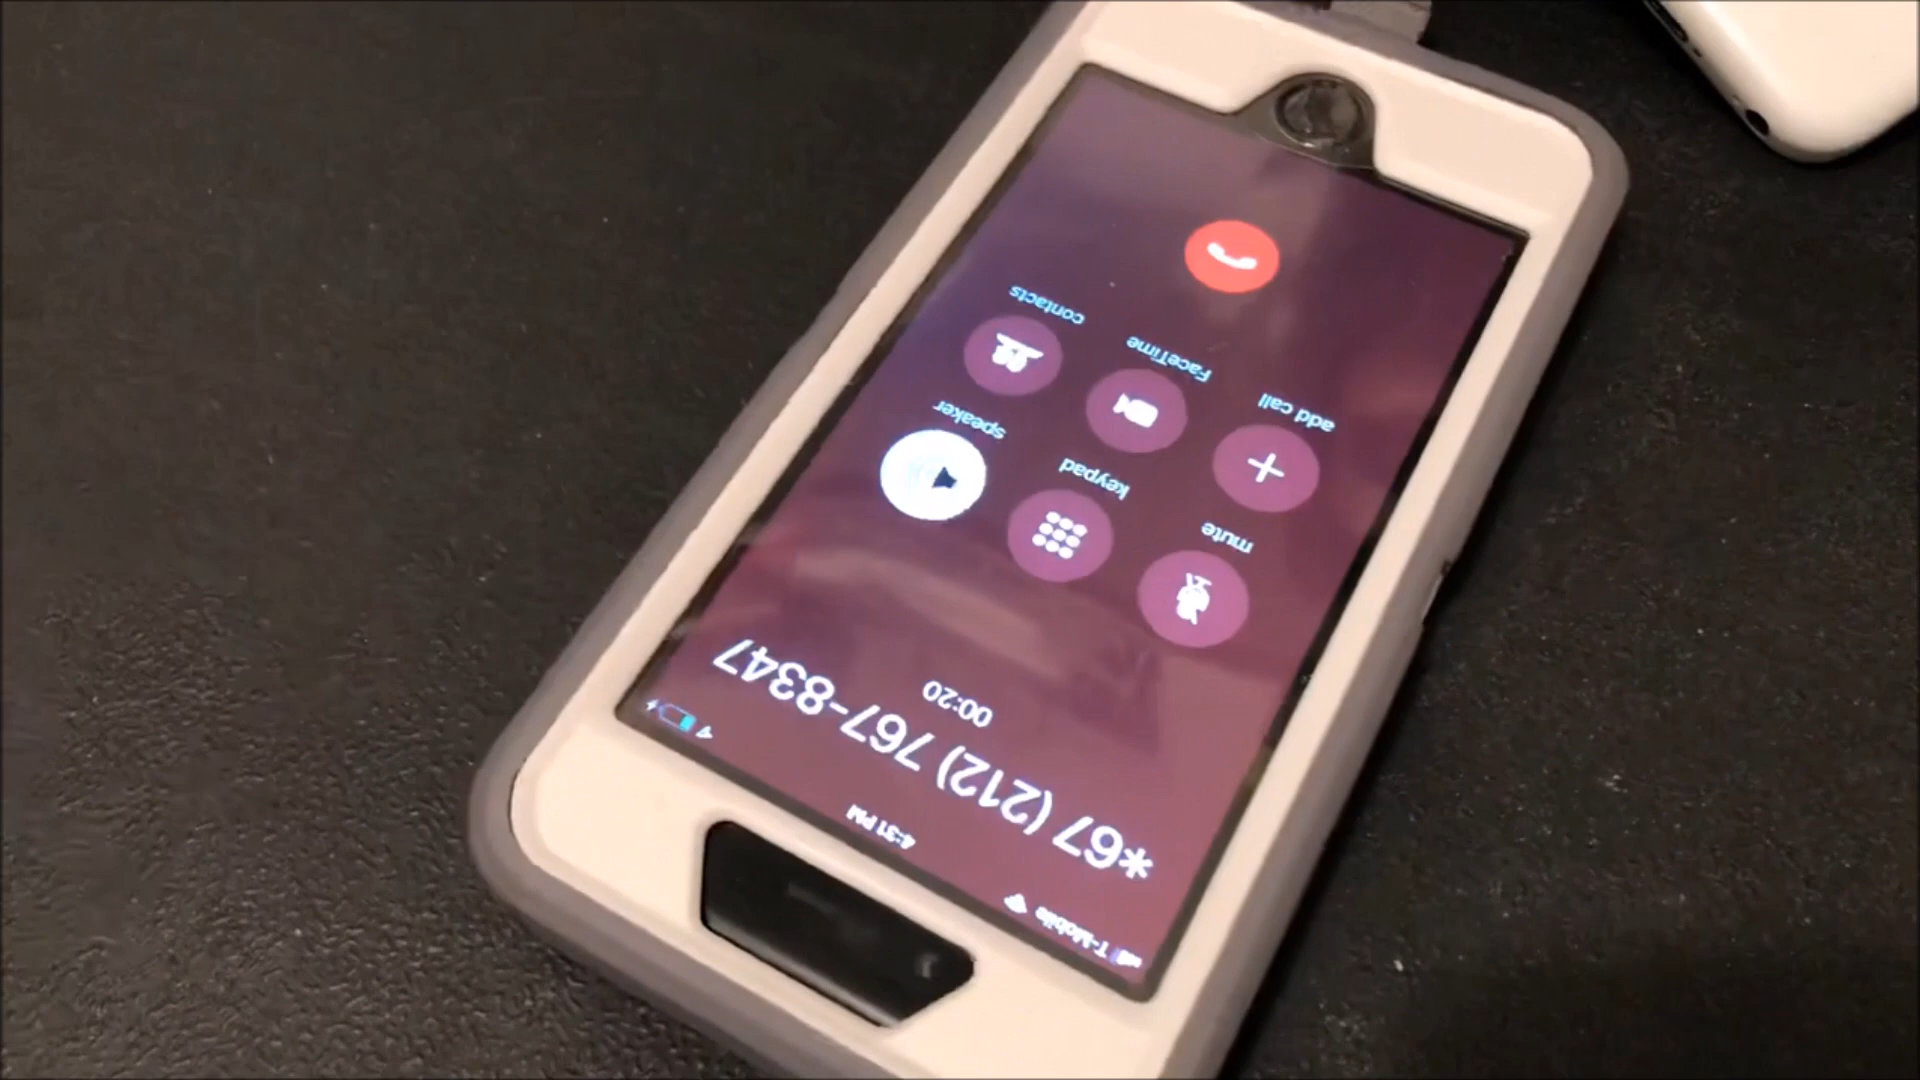 T-Mobile 4:31 PM
*67 (212) 767-8347
00:20
mute keypad speaker
add call FaceTime contacts